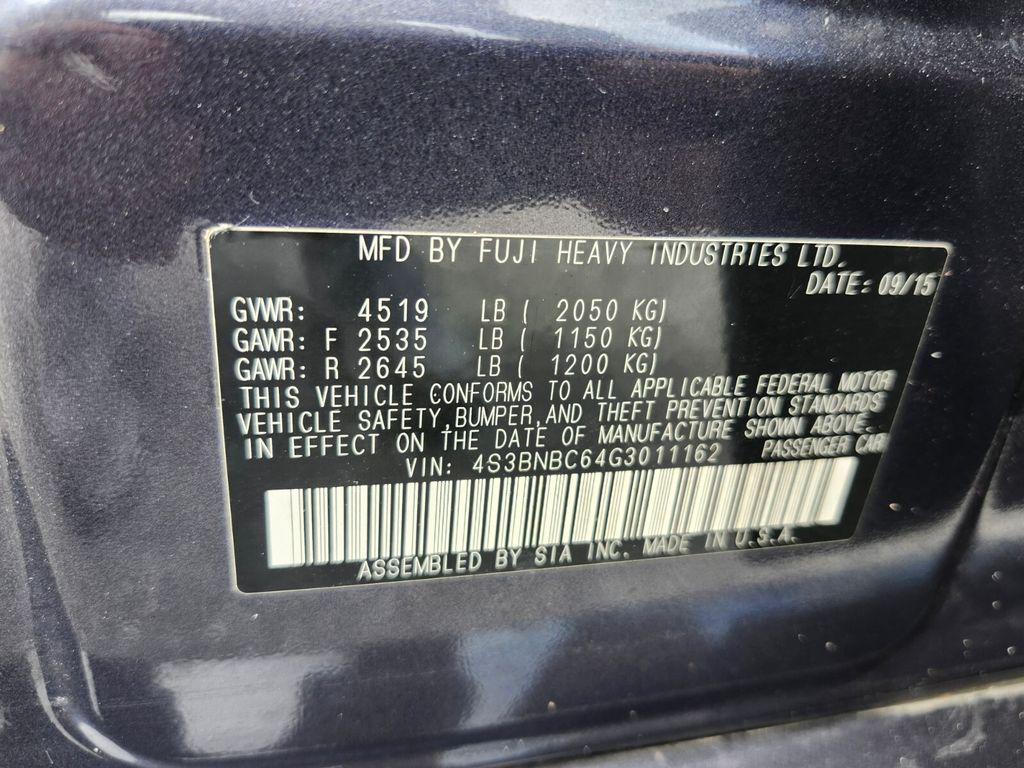 MFD BY FUJI HEAVY INDUSTRIES LTD.
DATE: 09/15
GVWR: 4519 LB ( 2050 KG)
GAWR: F 2535 LB ( 1150 KG)
GAWR: R 2645 LB ( 1200 KG)
THIS VEHICLE CONFORMS TO ALL APPLICABLE FEDERAL MOTOR
VEHICLE SAFETY,BUMPER,AND THEFT PREVENTION STANDARDS
IN EFFECT ON THE DATE OF MANUFACTURE SHOWN ABOVE.
VIN: 4S3BNBC64G3011162 PASSENGER CAR
ASSEMBLED BY SIA INC. MADE IN U.S.A.